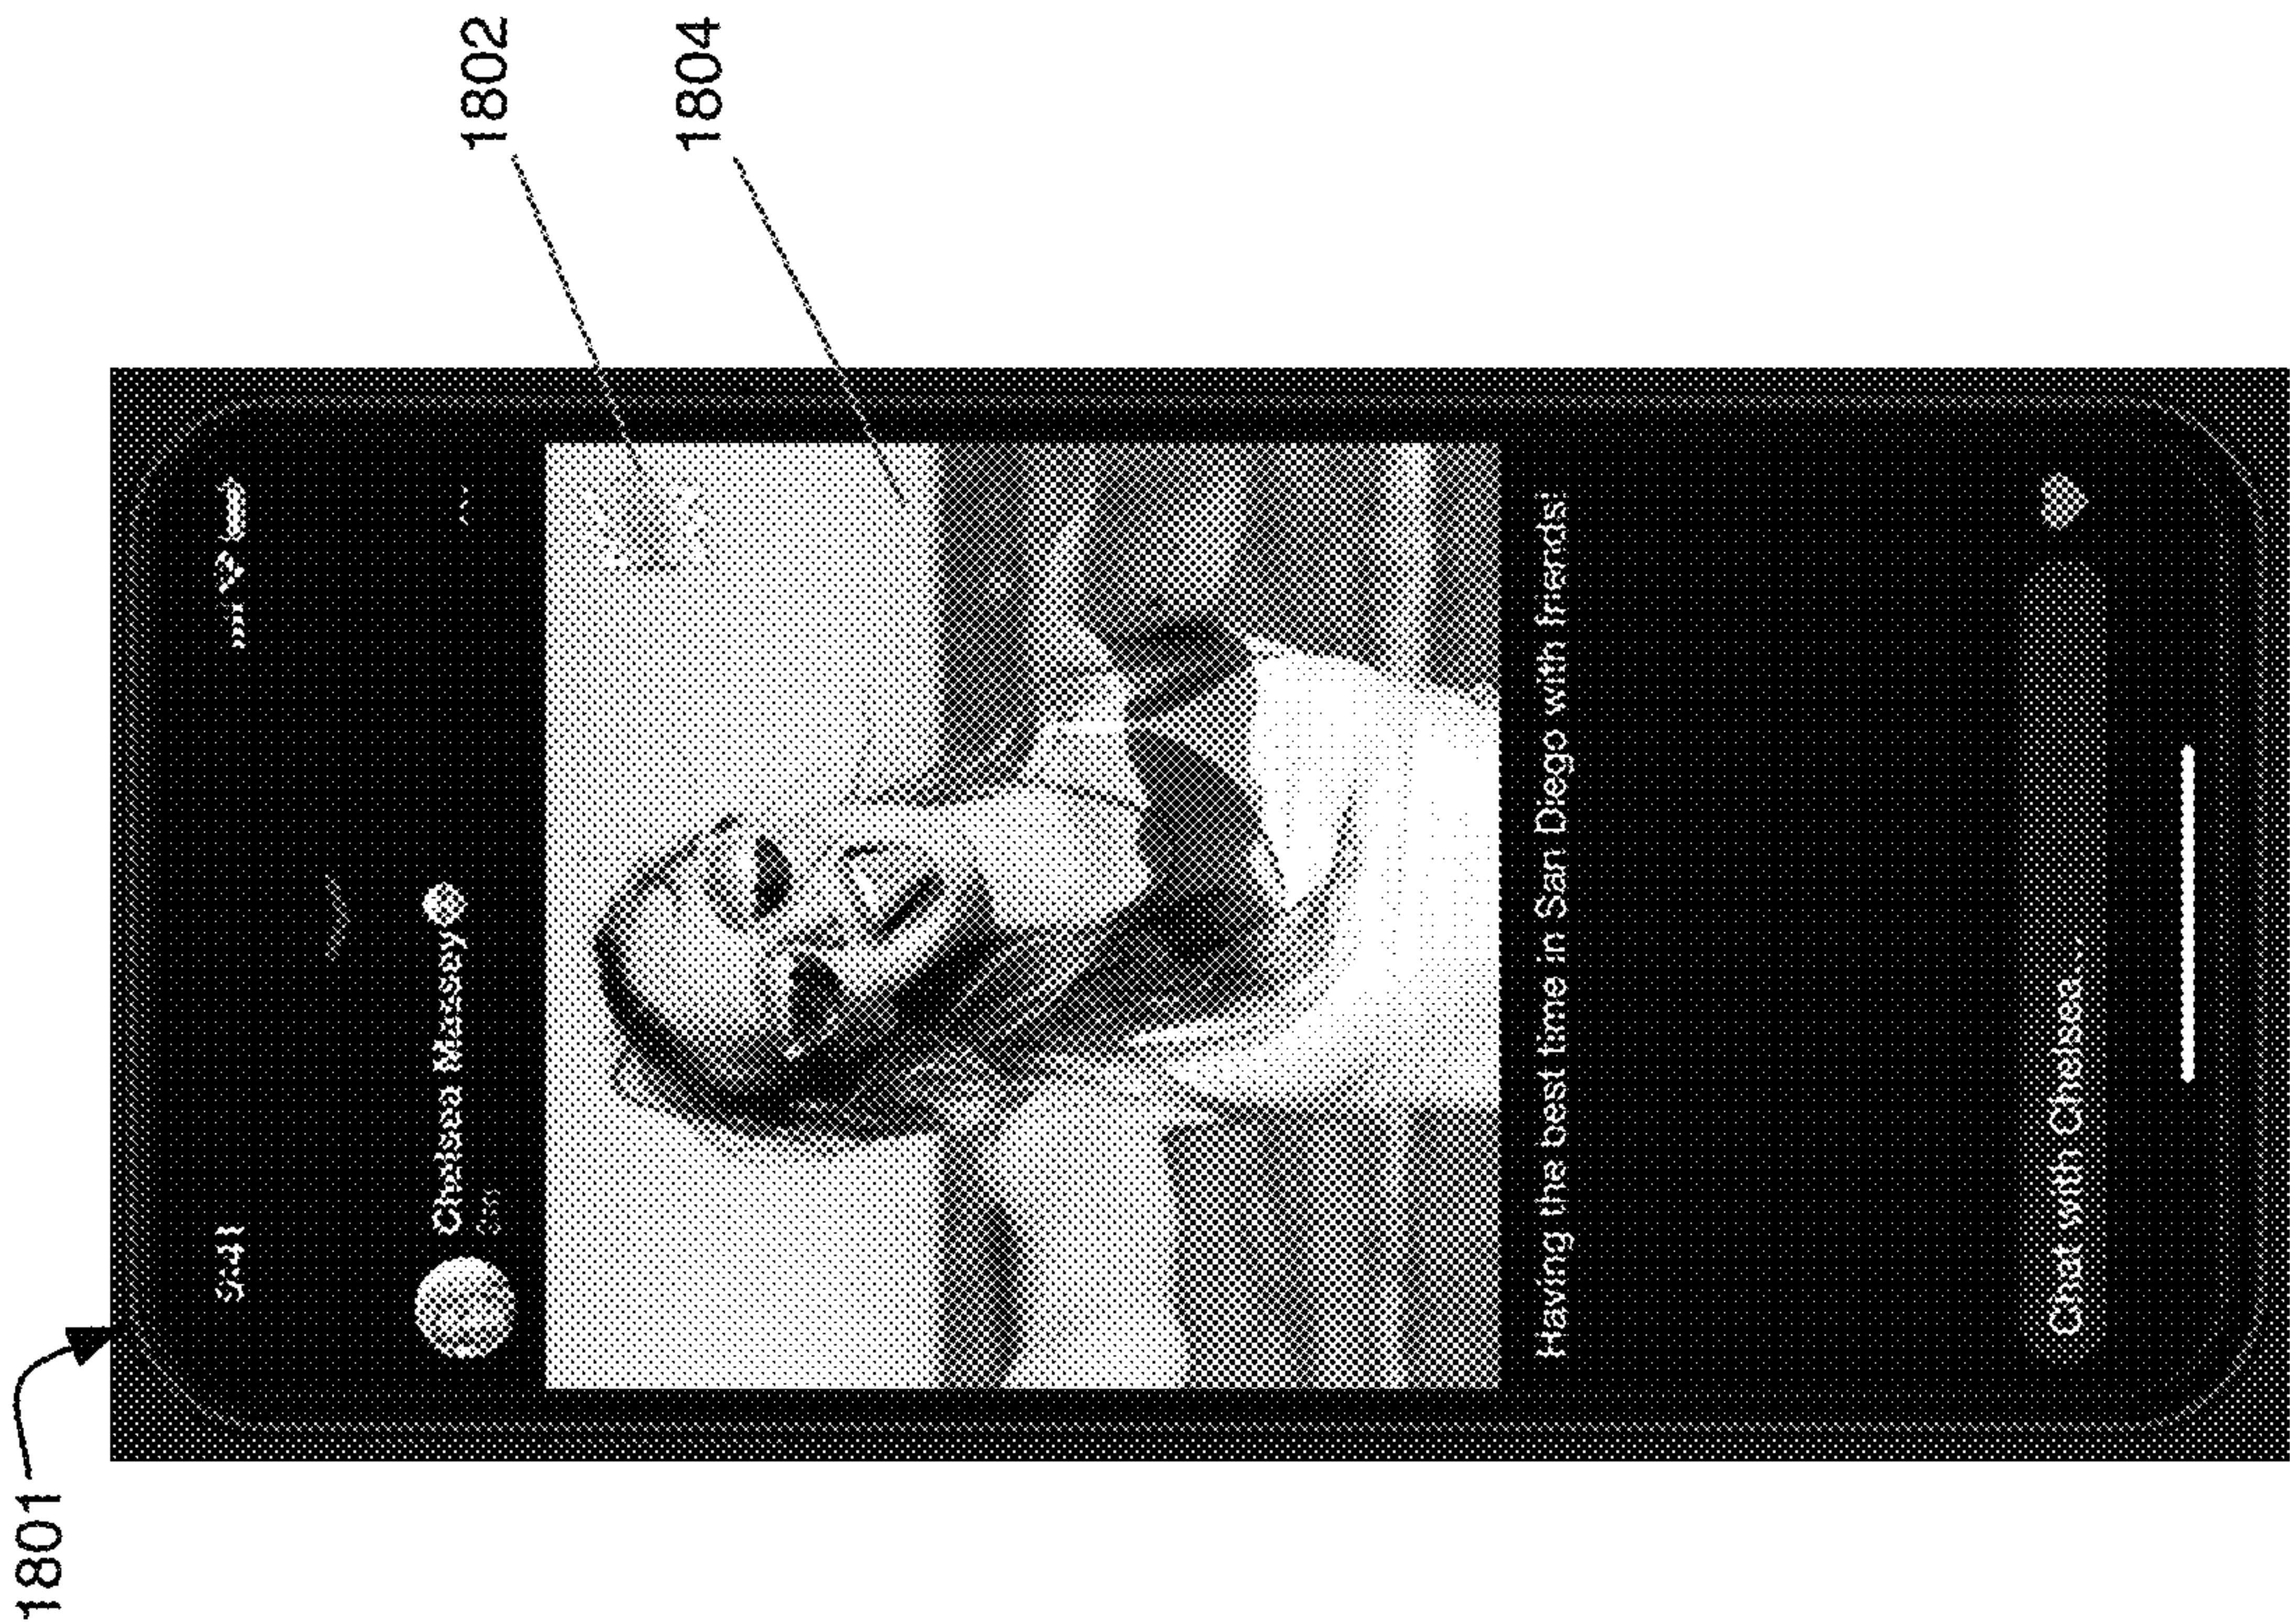 1801
9:41
Chelsea Massey
1802
1804
Having the best time in San Diego with friends!
Chat with Chelsea...